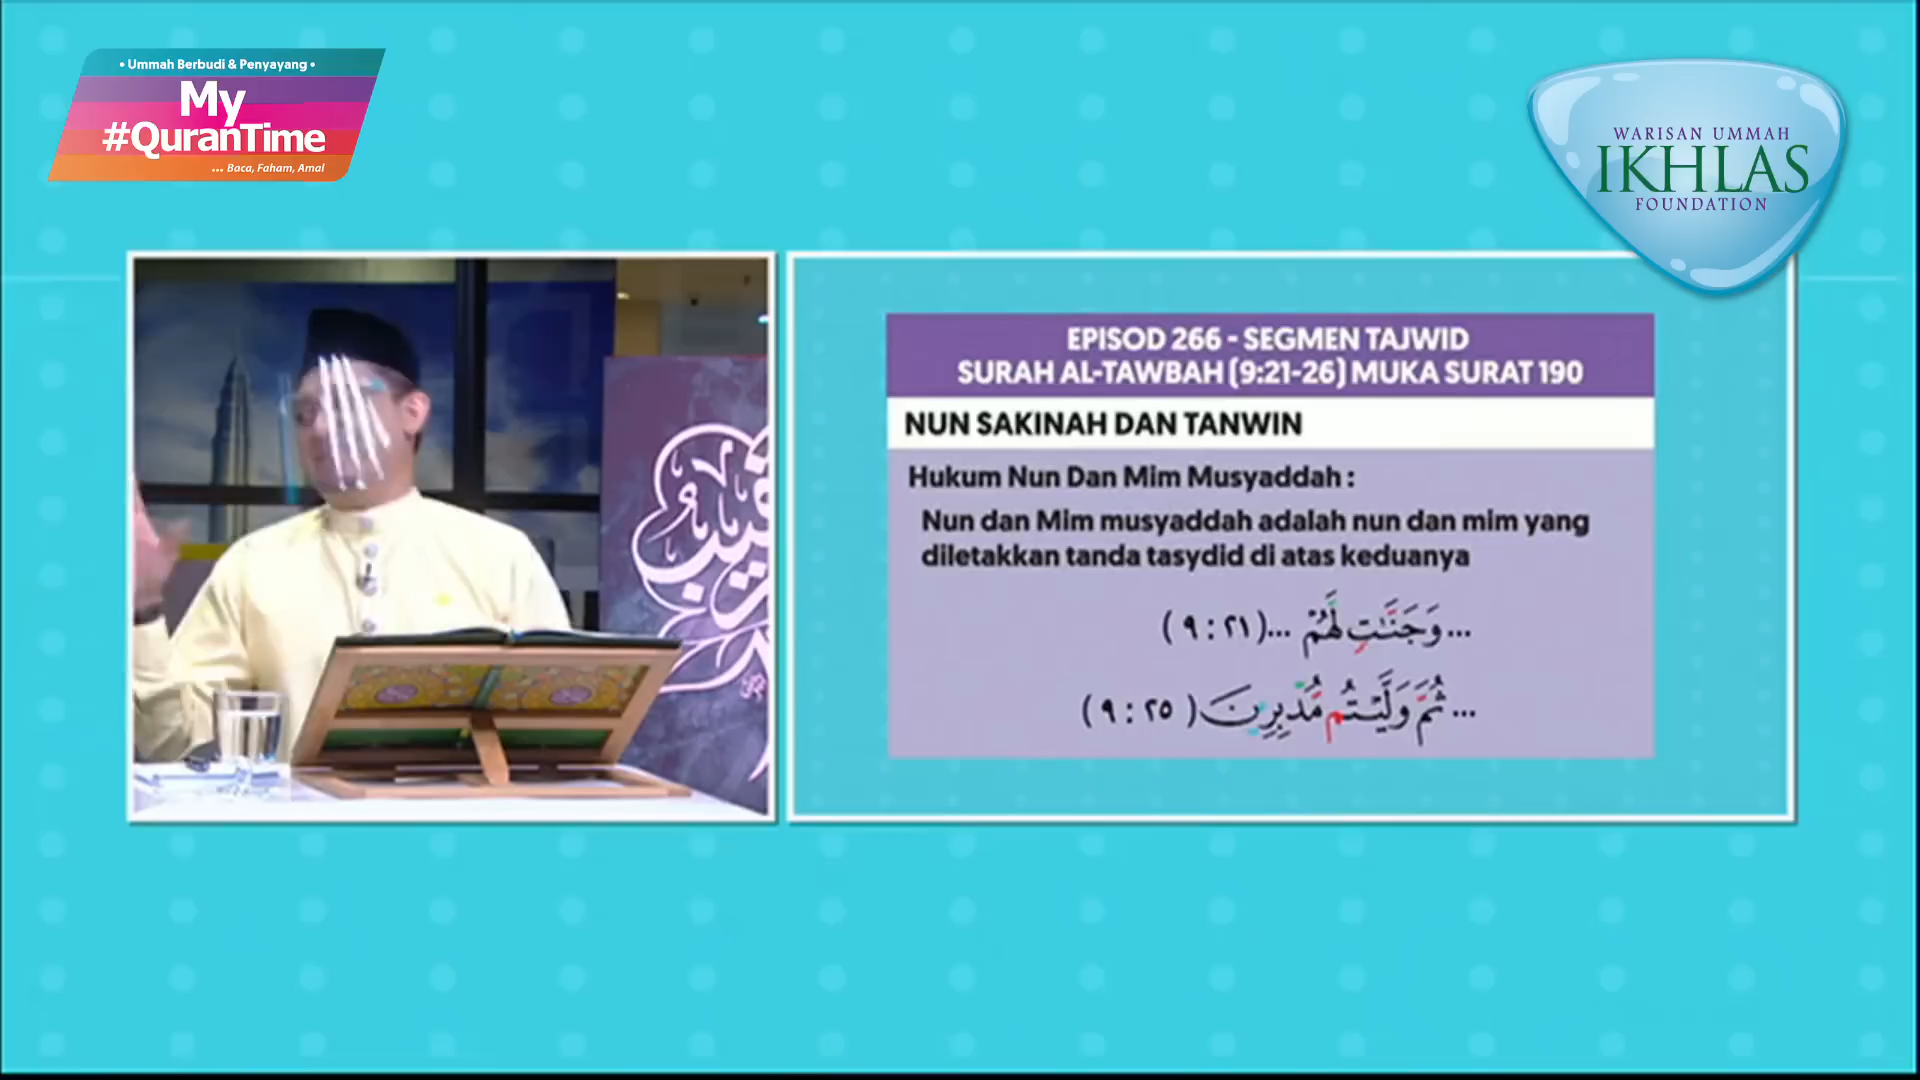 • Ummah Berbudi & Penyayang •
My
#QuranTime
... Baca, Faham, Amal
WARISAN UMMAH
IKHLAS
FOUNDATION
EPISOD 266 - SEGMEN TAJWID
SURAH AL-TAWBAH (9:21-26) MUKA SURAT 190
NUN SAKINAH DAN TANWIN
Hukum Nun Dan Mim Musyaddah :
Nun dan Mim musyaddah adalah nun dan mim yang
diletakkan tanda tasydid di atas keduanya
...وَجَنَّٰتٍ لَّهُمْ ...(٩ : ٢١)
...ثُمَّ وَلَّيْتُم مُّدْبِرِينَ (٩ : ٢٥)